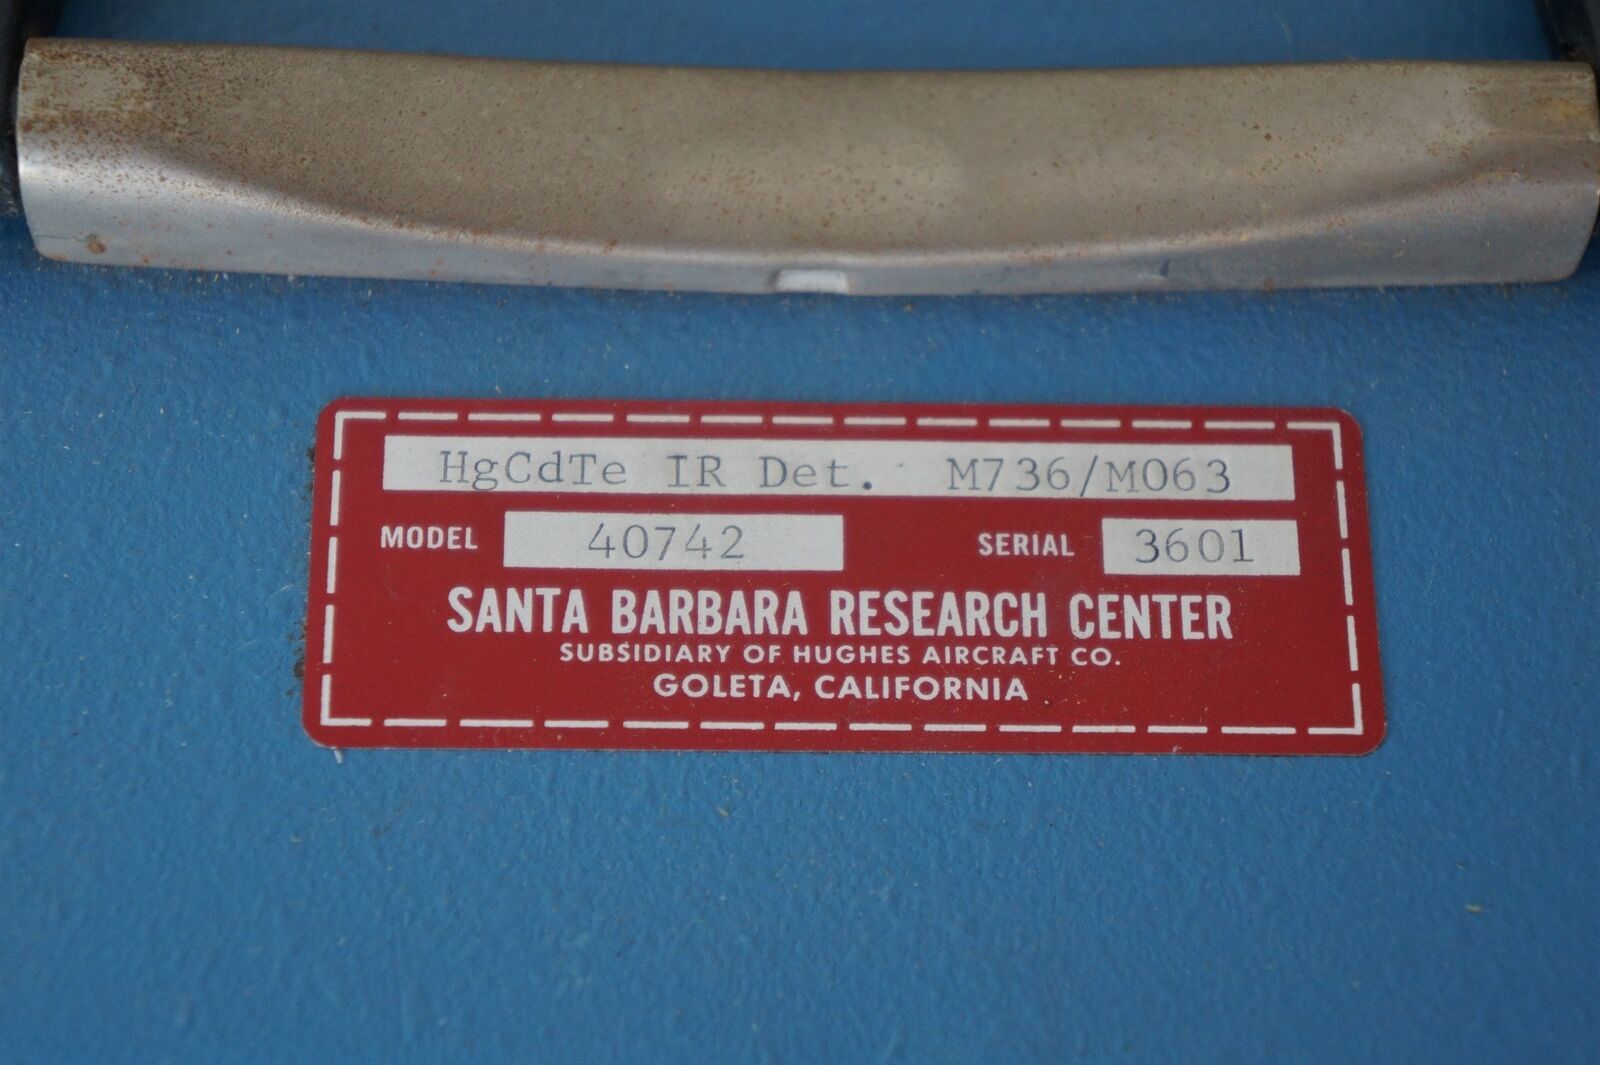 HgCdTe IR Det. M736/M063
MODEL 40742 SERIAL 3601
SANTA BARBARA RESEARCH CENTER
SUBSIDIARY OF HUGHES AIRCRAFT CO.
GOLETA, CALIFORNIA